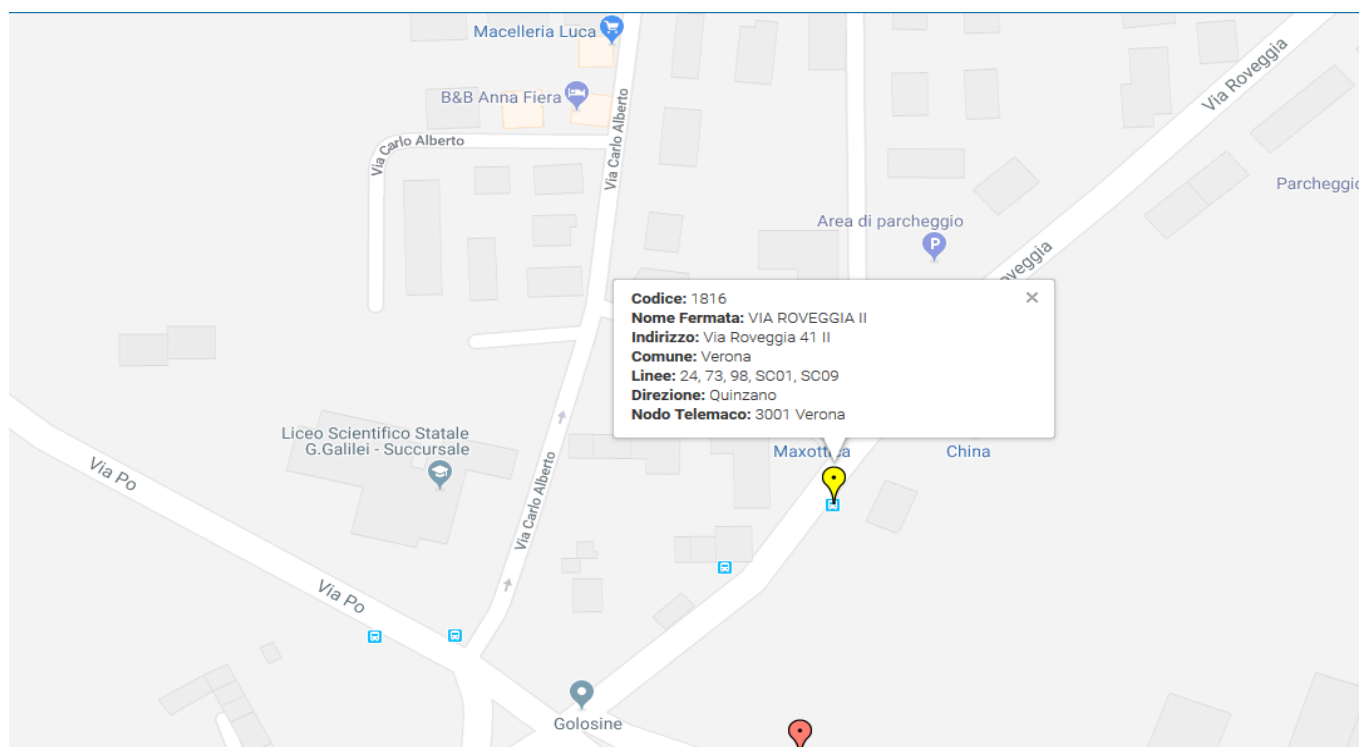 Macelleria Luca
B&B Anna Fiera
Via Carlo Alberto
Via Carlo Alberto
Via Roveggia
Parcheggio
Area di parcheggio
P
oveggia
Codice: 1816
Nome Fermata: VIA ROVEGGIA II
Indirizzo: Via Roveggia 41 II
Comune: Verona
Linee: 24, 73, 98, SC01, SC09
Direzione: Quinzano
Nodo Telemaco: 3001 Verona
Maxottica
China
Liceo Scientifico Statale
G.Galilei - Succursale
Via Po
Via Carlo Alberto
Via Po
Golosine